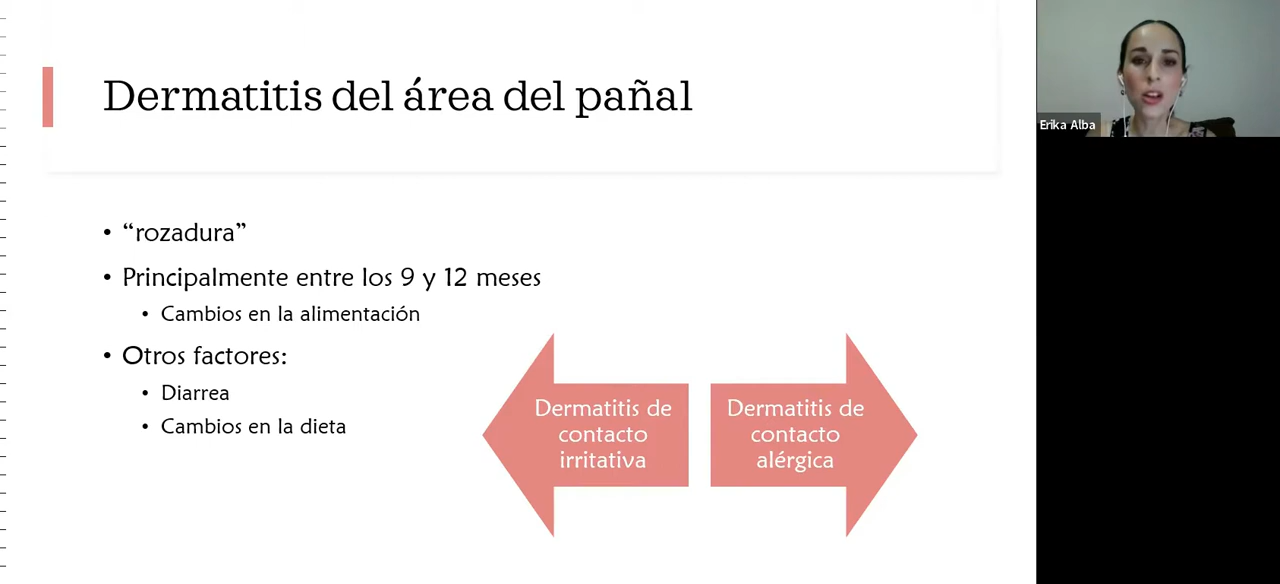 Dermatitis del área del pañal
Erika Alba
• “rozadura”
• Principalmente entre los 9 y 12 meses
• Cambios en la alimentación
• Otros factores:
• Diarrea
• Cambios en la dieta
Dermatitis de
contacto
irritativa
Dermatitis de
contacto
alérgica